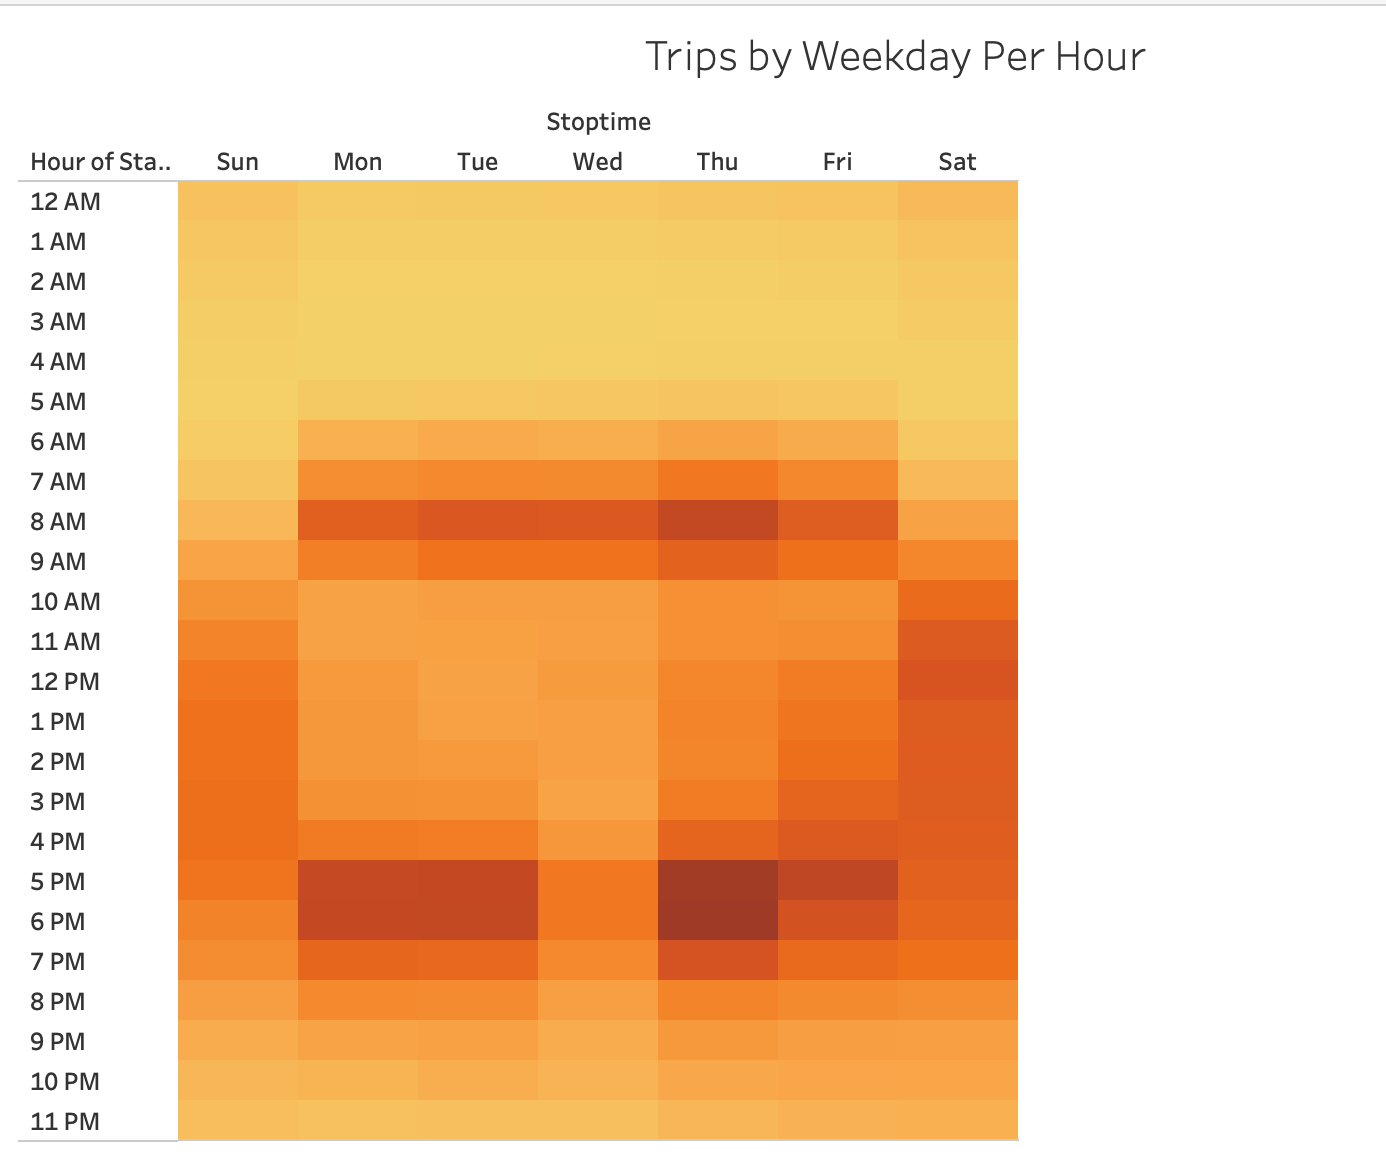 Trips by Weekday Per Hour
Stoptime
Hour of Sta.. Sun Mon Tue Wed Thu Fri Sat
12 AM
1 AM
2 AM
3 AM
4 AM
5 AM
6 AM
7 AM
8 AM
9 AM
10 AM
11 AM
12 PM
1 PM
2 PM
3 PM
4 PM
5 PM
6 PM
7 PM
8 PM
9 PM
10 PM
11 PM